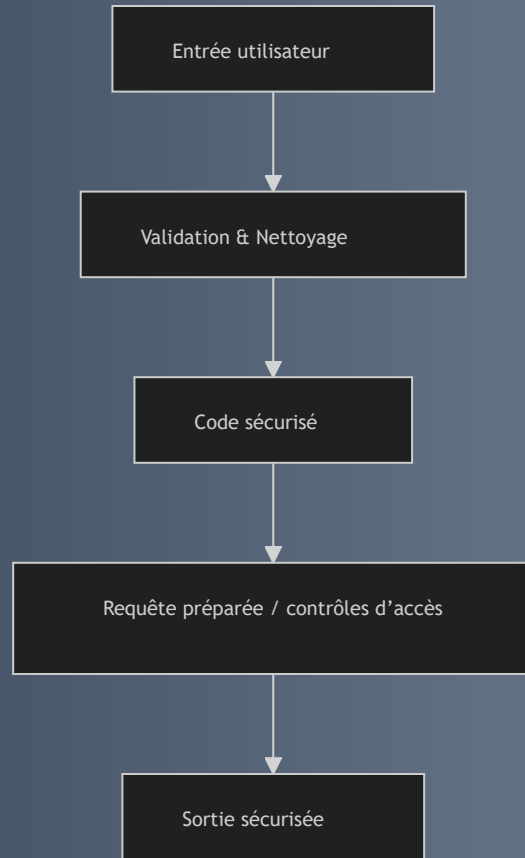 Entrée utilisateur
Validation & Nettoyage
Code sécurisé
Requête préparée / contrôles d’accès
Sortie sécurisée